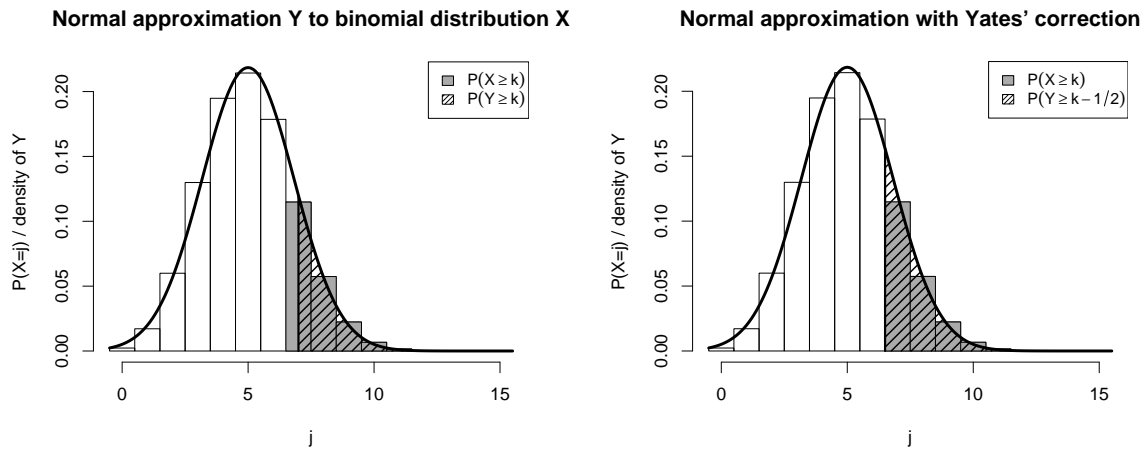 Normal approximation Y to binomial distribution X
P(X=j) / density of Y
0.20
0.15
0.10
0.05
0.00
P(X ≥ k)
P(Y ≥ k)
0 5 10 15
j
Normal approximation with Yates’ correction
P(X=j) / density of Y
0.20
0.15
0.10
0.05
0.00
P(X ≥ k)
P(Y ≥ k − 1/2)
0 5 10 15
j